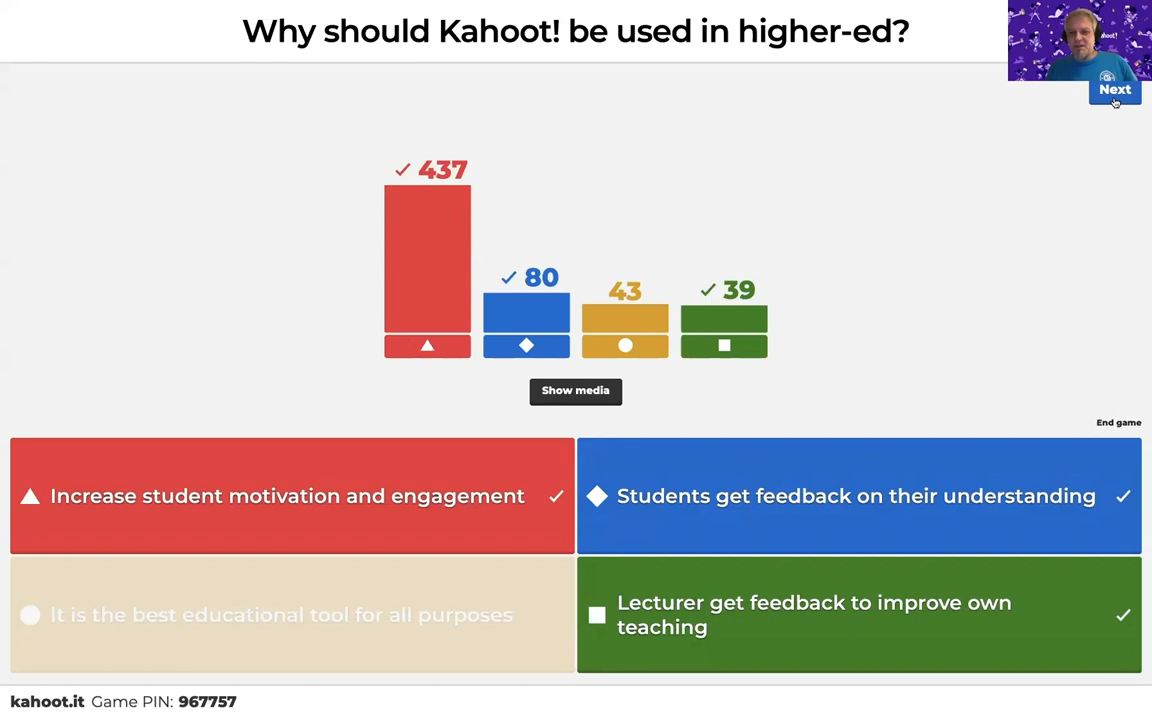 Why should Kahoot! be used in higher-ed?
Next
437
80
43
39
Show media
End game
Increase student motivation and engagement
Students get feedback on their understanding
It is the best educational tool for all purposes
Lecturer get feedback to improve own
teaching
kahoot.it Game PIN: 967757